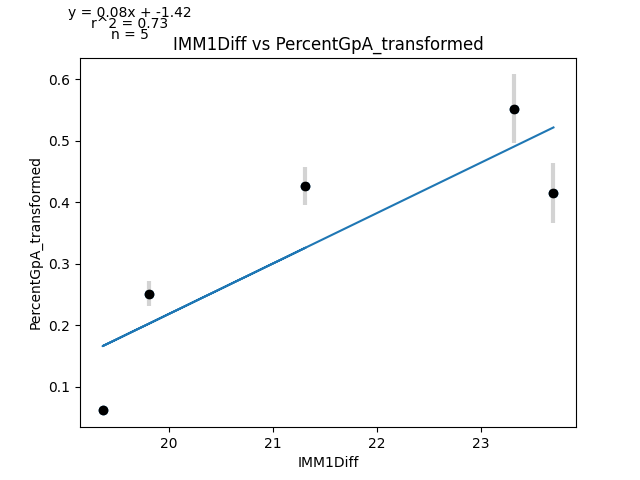 y = 0.08x + -1.42
r^2 = 0.73
n = 5
IMM1Diff vs PercentGpA_transformed
0.6
0.5
0.4
0.3
0.2
0.1
PercentGpA_transformed
20
21
22
23
IMM1Diff